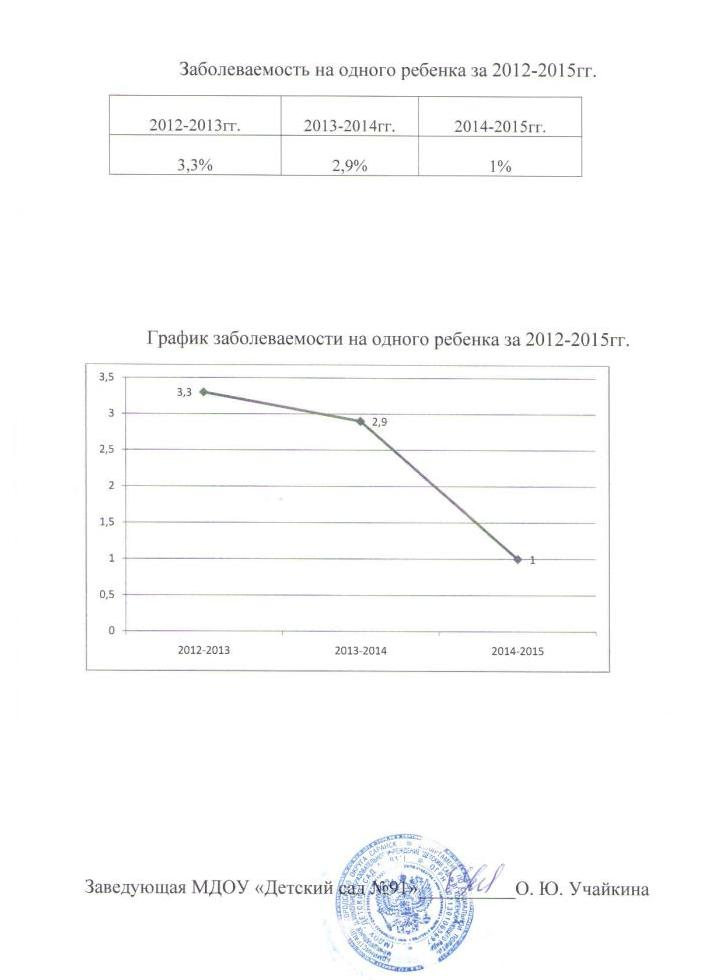 Заболеваемость на одного ребенка за 2012-2015гг.
2012-2013гг. 2013-2014гг. 2014-2015гг.
3,3% 2,9% 1%
График заболеваемости на одного ребенка за 2012-2015гг.
3,5
3
2,5
2
1,5
1
0,5
0
3,3
2,9
1
2012-2013 2013-2014 2014-2015
Заведующая МДОУ «Детский сад №91» О. Ю. Учайкина